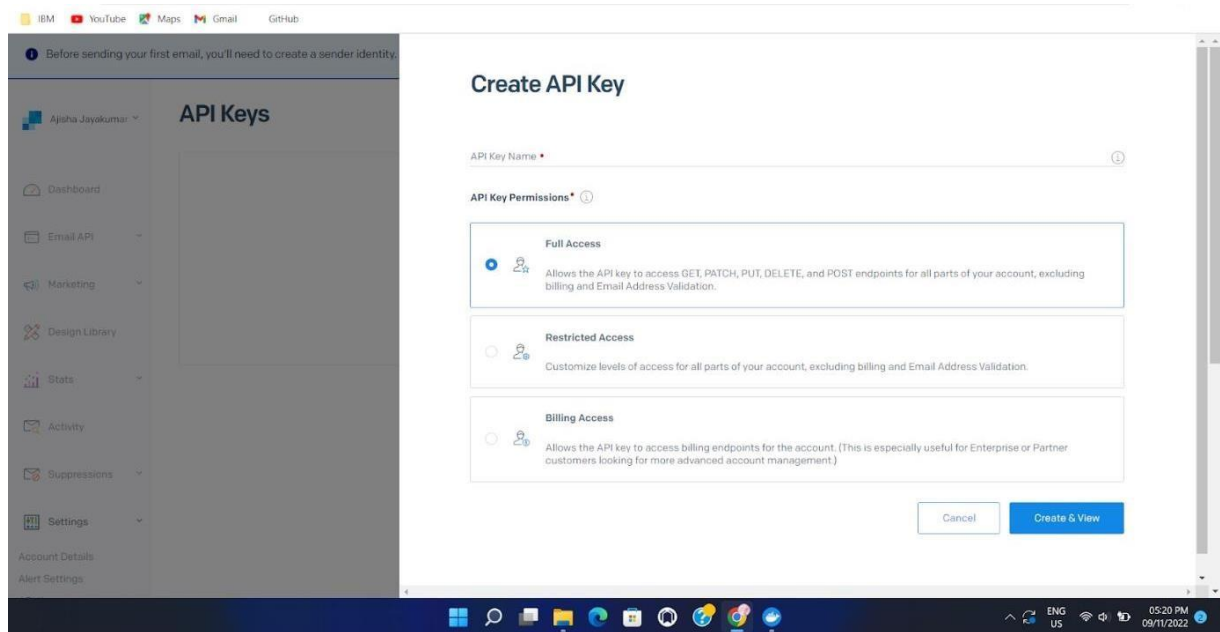 IBM YouTube Maps Gmail GitHub
Before sending your first email, you'll need to create a sender identity.
Create API Key
Ajisha Jayakumar
API Keys
API Key Name •
API Key Permissions*
Dashboard
Email API
Marketing
Design Library
Stats
Activity
Suppressions
Settings
Account Details
Alert Settings
Full Access
Allows the API key to access GET, PATCH, PUT, DELETE, and POST endpoints for all parts of your account, excluding
billing and Email Address Validation.
Restricted Access
Customize levels of access for all parts of your account, excluding billing and Email Address Validation.
Billing Access
Allows the API key to access billing endpoints for the account. (This is especially useful for Enterprise or Partner
customers looking for more advanced account management.)
Cancel
Create & View
ENG
US
05:20 PM
09/11/2022
2